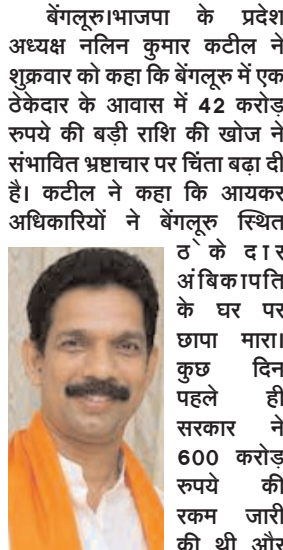 बेंगलूरु।भाजपा के प्रदेश
अध्यक्ष नलिन कुमार कटील ने
शुक्रवार को कहा कि बेंगलूरु में एक
ठेकेदार के आवास में 42 करोड़
रुपये की बड़ी राशि की खोज ने
संभावित भ्रष्टाचार पर चिंता बढ़ा दी
है। कटील ने कहा कि आयकर
अधिकारियों ने बेंगलूरु स्थित
ठेकेदार
अंबिकापति
के घर पर
छापा मारा।
कुछ दिन
पहले ही
सरकार ने
600 करोड़
रुपये की
रकम जारी
की थी और